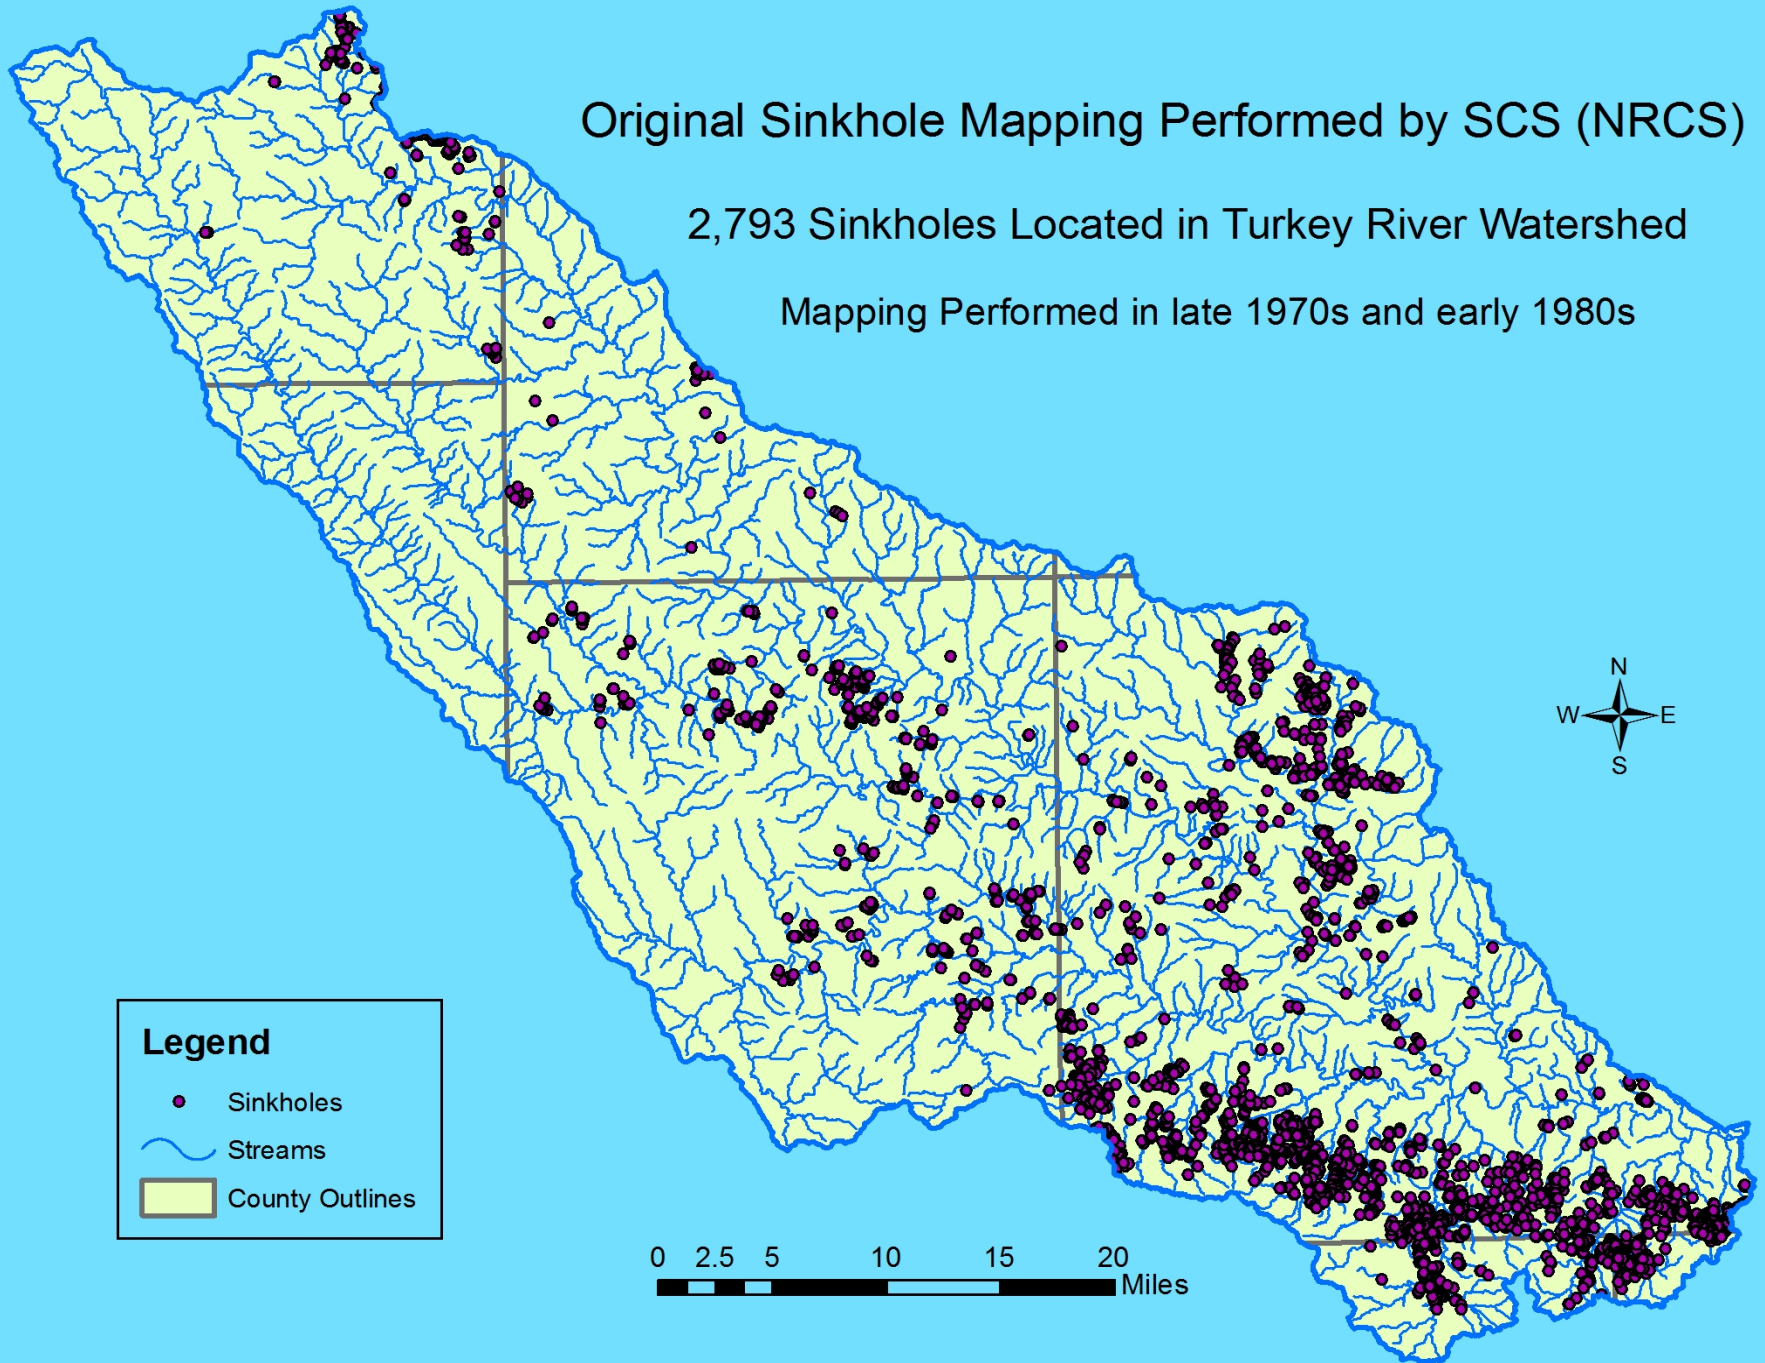 Original Sinkhole Mapping Performed by SCS (NRCS)
2,793 Sinkholes Located in Turkey River Watershed
Mapping Performed in late 1970s and early 1980s
N
W E
S
Legend
Sinkholes
Streams
County Outlines
0 2.5 5 10 15 20
Miles